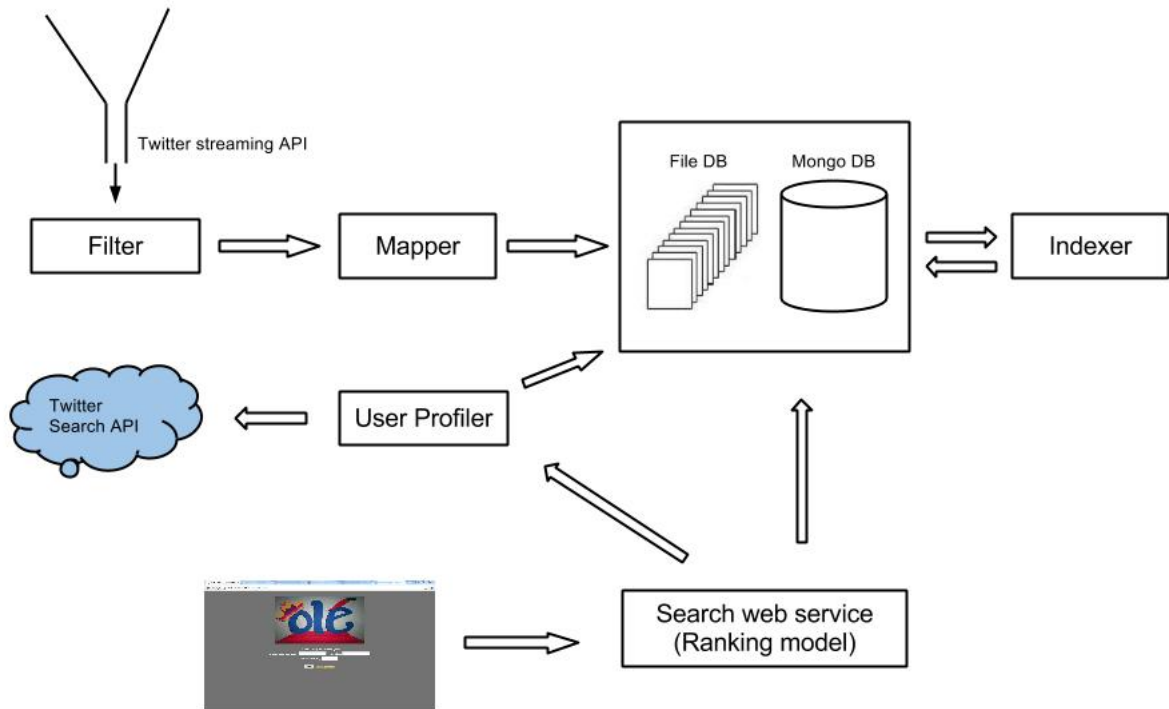 Twitter streaming API
File DB
Mongo DB
Filter
Mapper
Indexer
Twitter
Search API
User Profiler
olé
Search web service
(Ranking model)